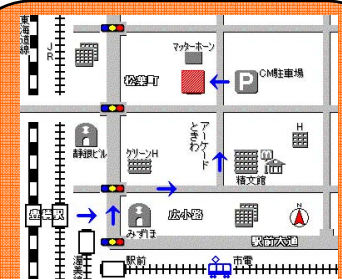 東海道線
JR
マッターホーン
松葉町
P CM駐車場
静銀ビル
グリーンH
アーケード
ときわ
H
M
精文館
豊橋駅
広小路
みずほ
N
駅前大通
渥美線
駅前
市電